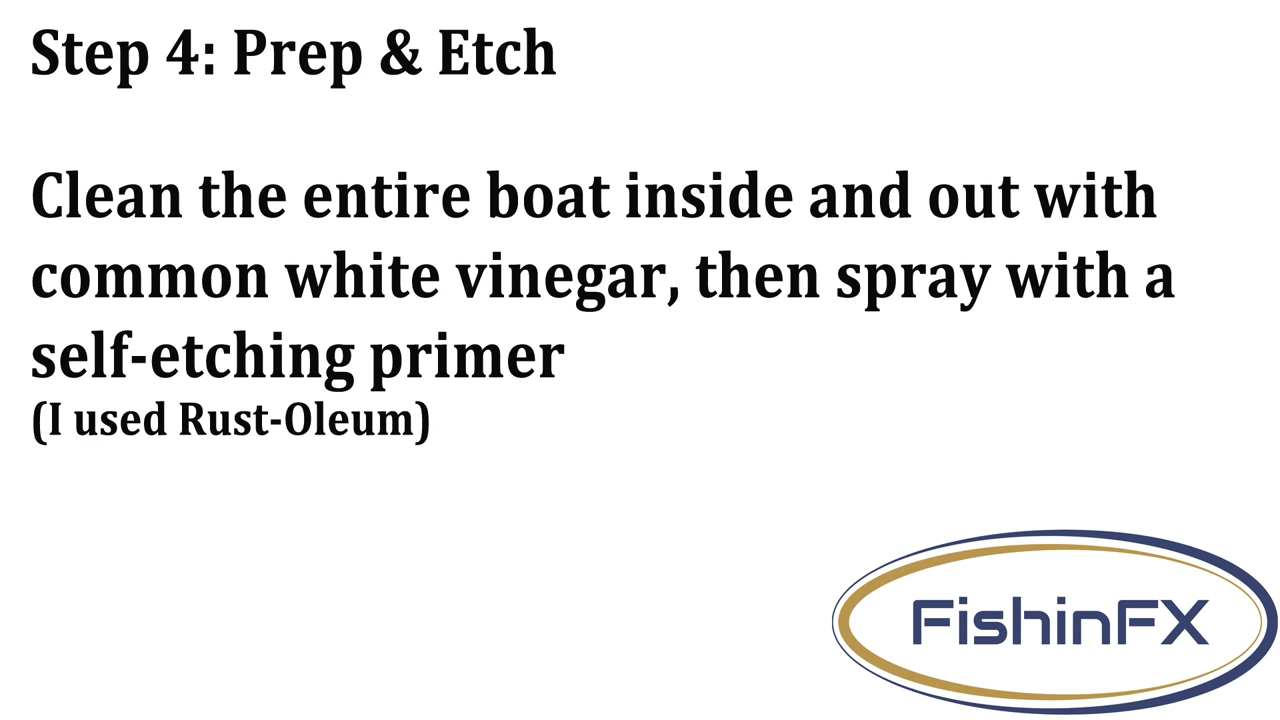 Step 4: Prep & Etch
Clean the entire boat inside and out with
common white vinegar, then spray with a
self-etching primer
(I used Rust-Oleum)
FishinFX